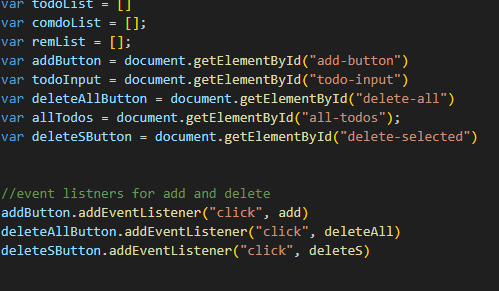 var todoList = []
var comdoList = [];
var remList = [];
var addButton = document.getElementById("add-button")
var todoInput = document.getElementById("todo-input")
var deleteAllButton = document.getElementById("delete-all")
var allTodos = document.getElementById("all-todos");
var deleteSButton = document.getElementById("delete-selected")
//event listners for add and delete
addButton.addEventListener("click", add)
deleteAllButton.addEventListener("click", deleteAll)
deleteSButton.addEventListener("click", deleteS)